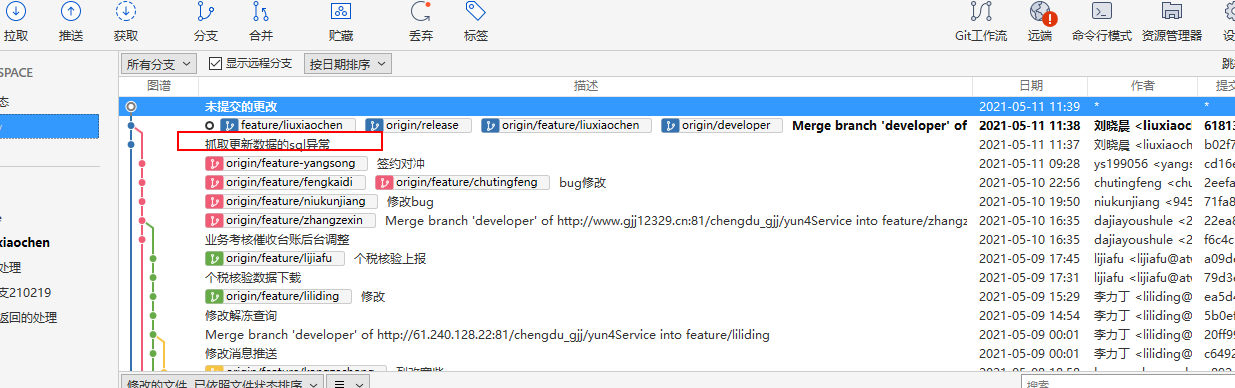 拉取 推送 获取 分支 合并 贮藏 丢弃 标签 Git工作流 远端 命令行模式 资源管理器
SPACE 所有分支 显示远程分支 按日期排序
图谱 描述 日期 作者
未提交的更改 2021-05-11 11:39 * *
feature/liuxiaochen origin/release origin/feature/liuxiaochen origin/developer Merge branch 'developer' of 2021-05-11 11:38 刘晓晨 <liuxiaoc 61813
抓取更新数据的sql异常 2021-05-11 11:37 刘晓晨 <liuxiaoch b02f7
origin/feature-yangsong 签约对冲 2021-05-11 09:28 ys199056 <yangs cd16e
origin/feature/fengkaidi origin/feature/chutingfeng bug修改 2021-05-10 22:56 chutingfeng <chu 2eefa
origin/feature/niukunjiang 修改bug 2021-05-10 19:50 niukunjiang <945 71fa8
origin/feature/zhangzexin Merge branch 'developer' of http://www.gjj12329.cn:81/chengdu_gjj/yun4Service into feature/zhangz 2021-05-10 16:35 dajiayoushule <2 22ea8
业务考核催收台账后台调整 2021-05-10 16:35 dajiayoushule <2 f6c4c
xiaochen origin/feature/lijiafu 个税核验上报 2021-05-09 17:45 lijiafu <lijiafu@at a09d
处理 个税核验数据下载 2021-05-09 17:31 lijiafu <lijiafu@at 79d3
支210219 origin/feature/liliding 修改 2021-05-09 15:29 李力丁 <liliding@ ea5d4
返回的处理 修改解冻查询 2021-05-09 14:54 李力丁 <liliding@ 5b0ef
Merge branch 'developer' of http://61.240.128.22:81/chengdu_gjj/yun4Service into feature/liliding 2021-05-09 00:01 李力丁 <liliding@ 20ff9
修改消息推送 2021-05-09 00:01 李力丁 <liliding@ c6492
修改的文件, 已依照文件状态排序 搜索